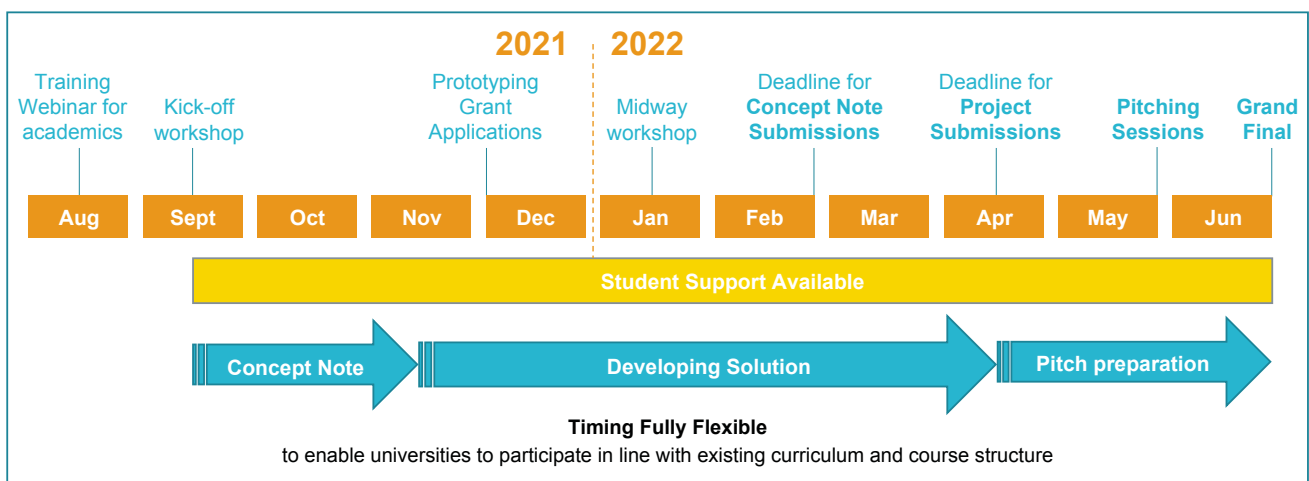 2021 2022
Training
Webinar for
academics
Kick-off
workshop
Prototyping
Grant
Applications
Midway
workshop
Deadline for
Concept Note
Submissions
Deadline for
Project
Submissions
Pitching
Sessions
Grand
Final
Aug Sept Oct Nov Dec Jan Feb Mar Apr May Jun
Student Support Available
Concept Note Developing Solution Pitch preparation
Timing Fully Flexible
to enable universities to participate in line with existing curriculum and course structure